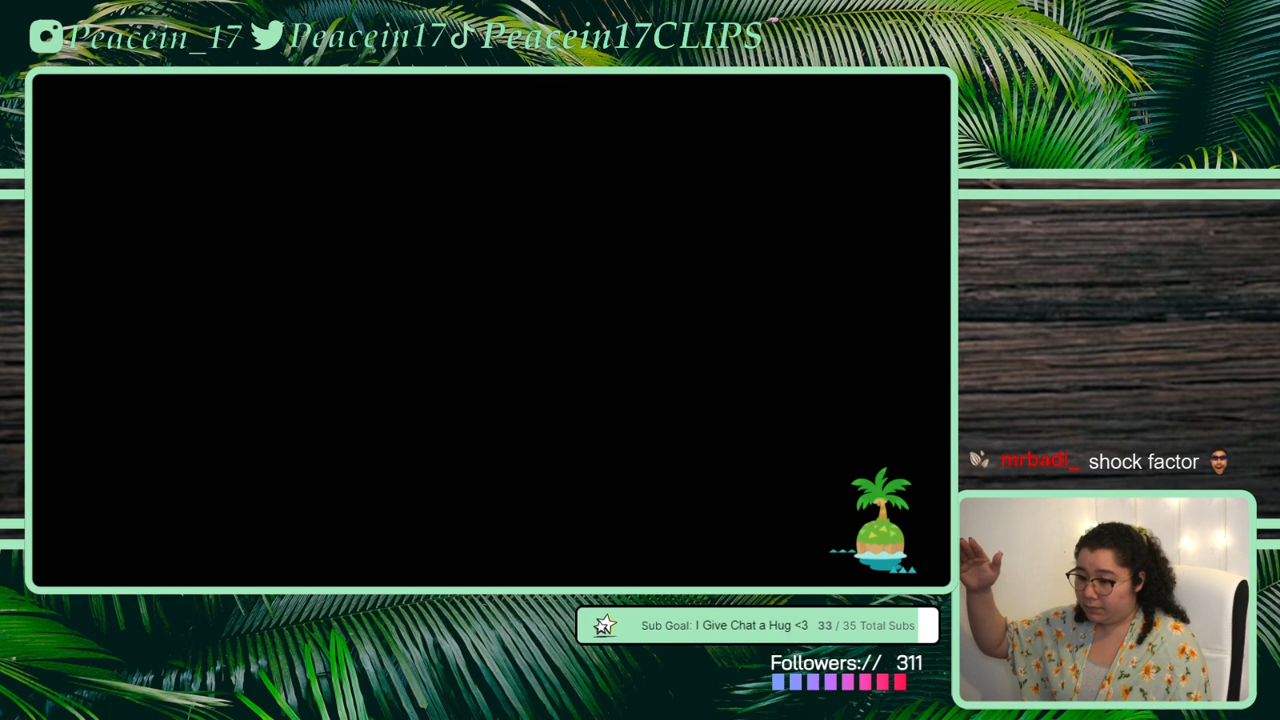 Peacein_17 Peacein17 Peacein17CLIPS
mrbadi_ shock factor
Sub Goal: I Give Chat a Hug <3 33 / 35 Total Subs
Followers:// 311